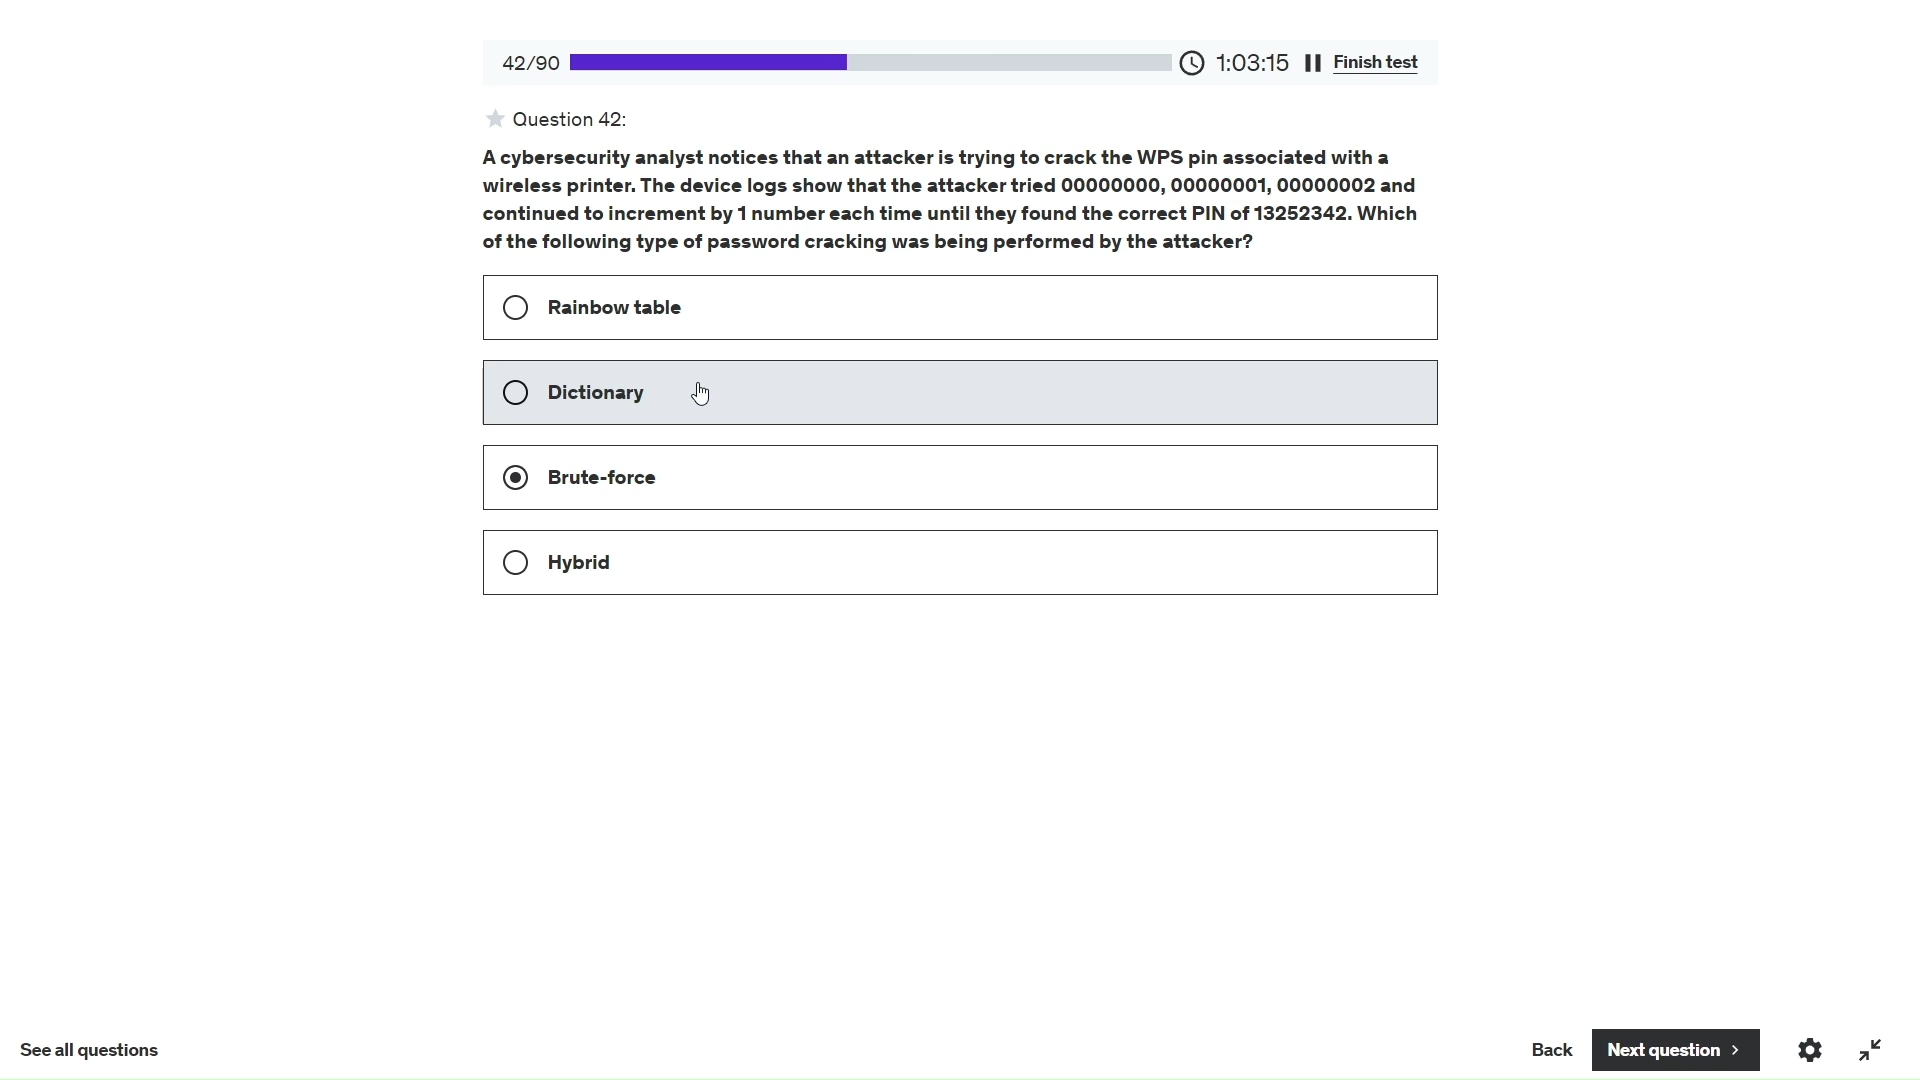 42/90
1:03:15
Finish test
Question 42:
A cybersecurity analyst notices that an attacker is trying to crack the WPS pin associated with a
wireless printer. The device logs show that the attacker tried 00000000, 00000001, 00000002 and
continued to increment by 1 number each time until they found the correct PIN of 13252342. Which
of the following type of password cracking was being performed by the attacker?
Rainbow table
Dictionary
Brute-force
Hybrid
See all questions
Back
Next question